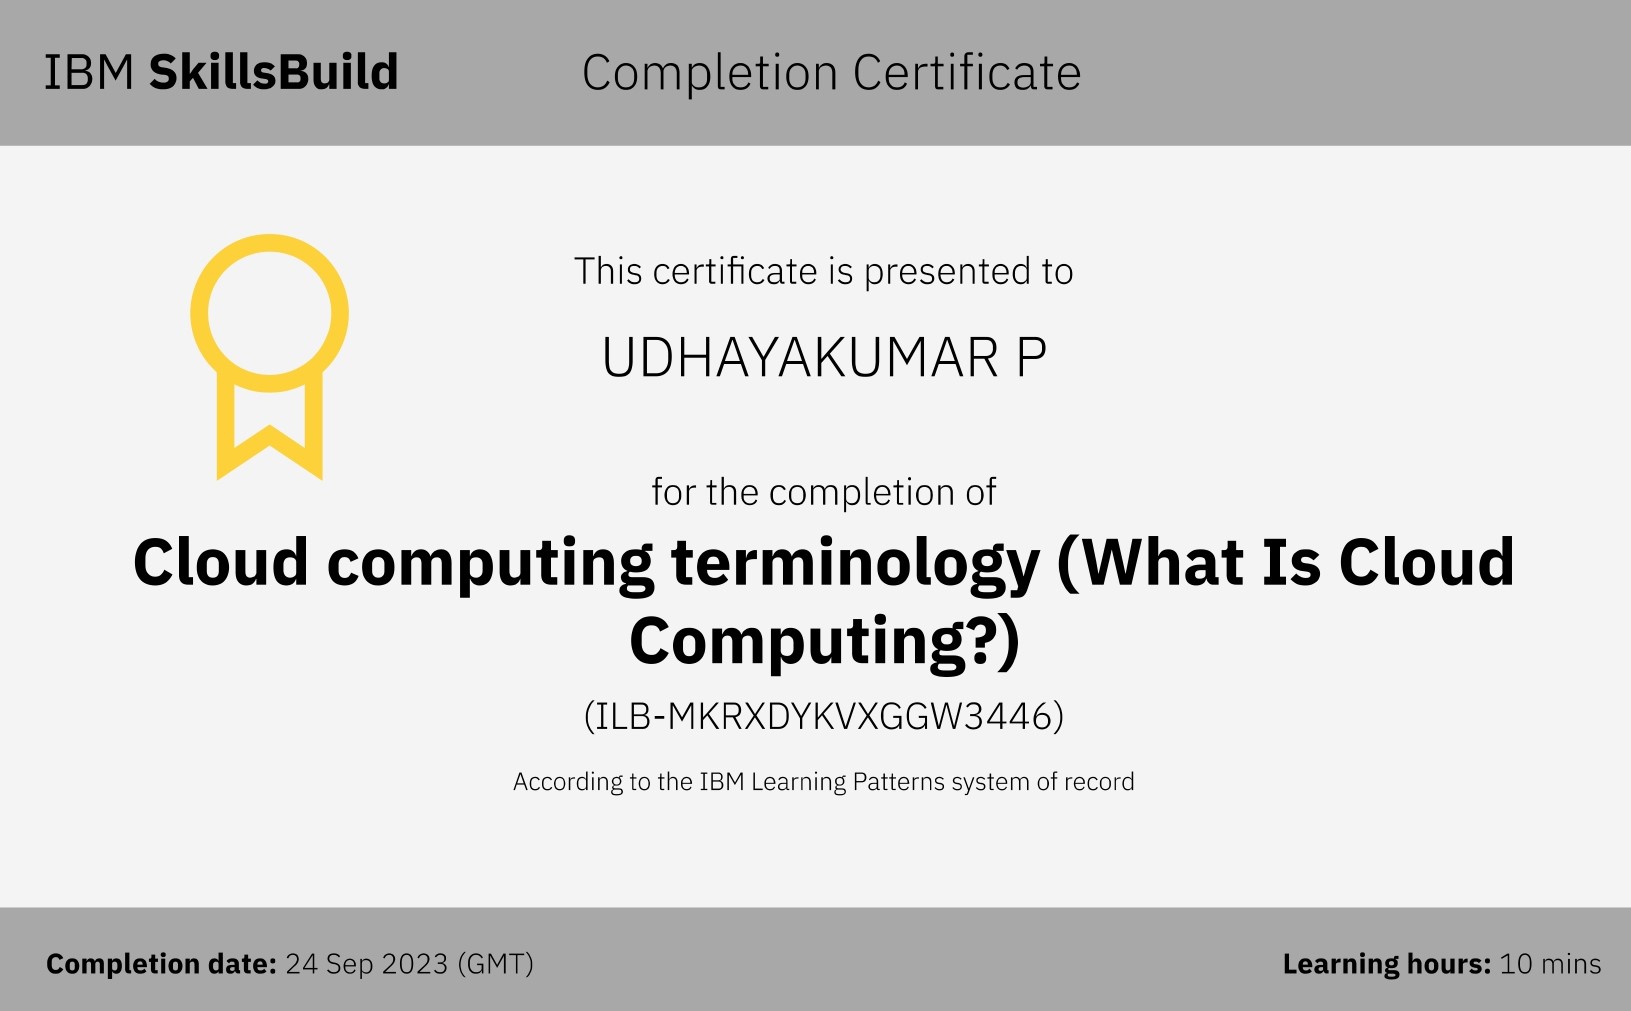 IBM SkillsBuild
Completion Certificate
This certificate is presented to
UDHAYAKUMAR P
for the completion of
Cloud computing terminology (What Is Cloud
Computing?)
(ILB-MKRXDYKVXGGW3446)
According to the IBM Learning Patterns system of record
Completion date: 24 Sep 2023 (GMT)
Learning hours: 10 mins